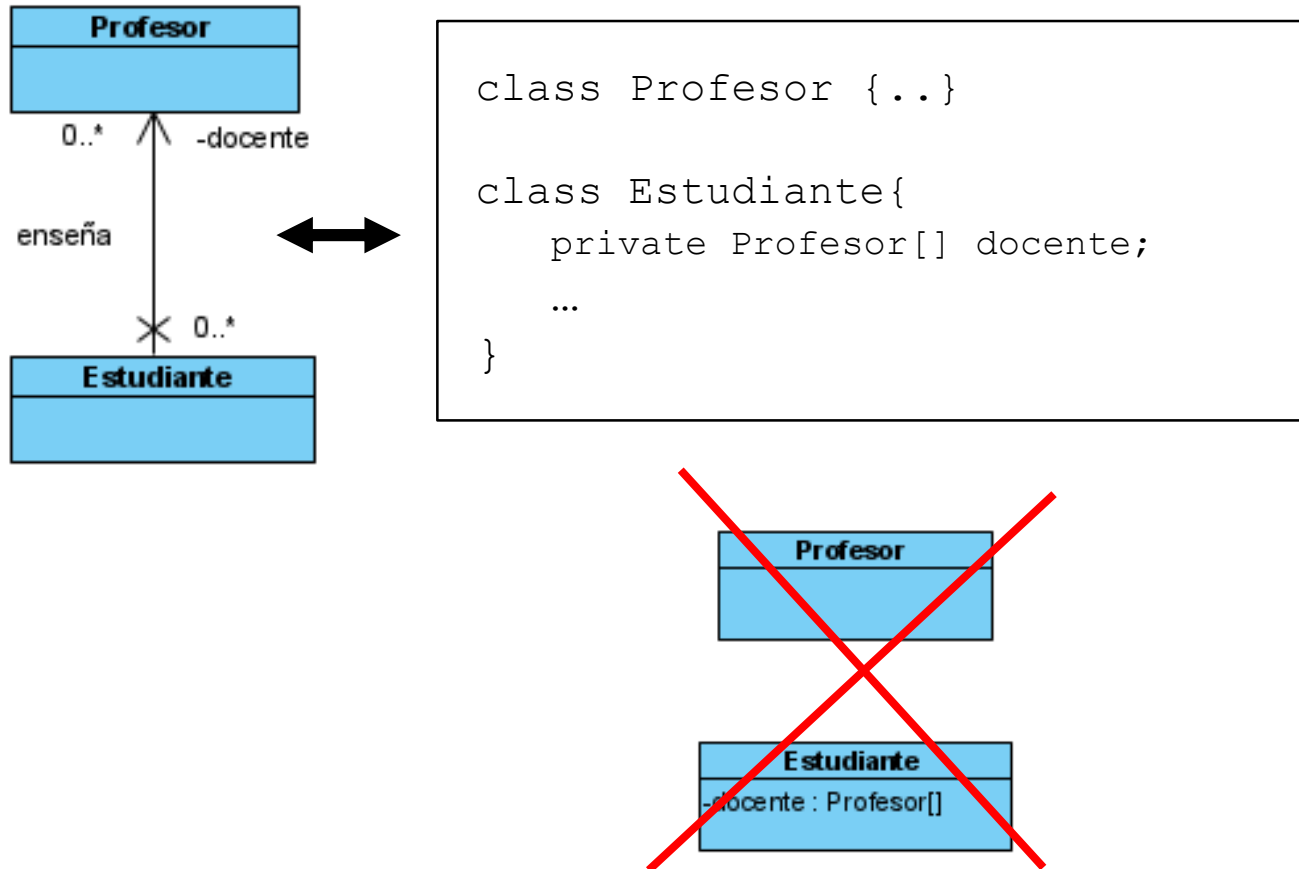 Profesor
0..*
-docente
enseña
0..*
Estudiante
class Profesor {..}
class Estudiante{
private Profesor[] docente;
…
}
Profesor
Estudiante
-docente : Profesor[]